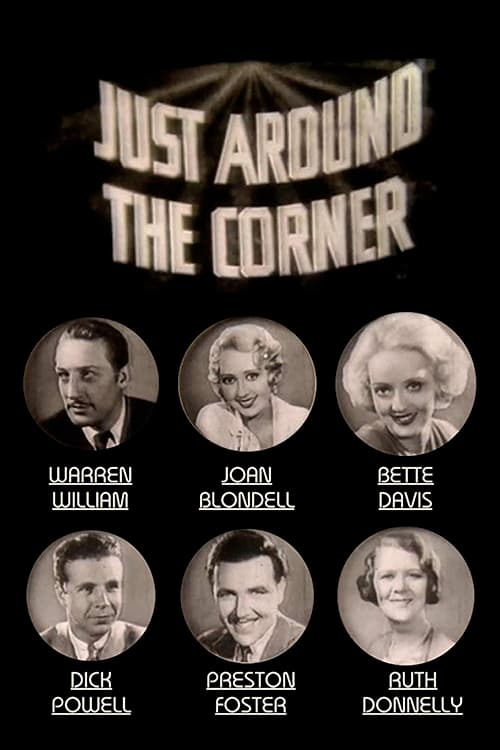 JUST AROUND
THE CORNER
WARREN
WILLIAM
JOAN
BLONDELL
BETTE
DAVIS
DICK
POWELL
PRESTON
FOSTER
RUTH
DONNELLY